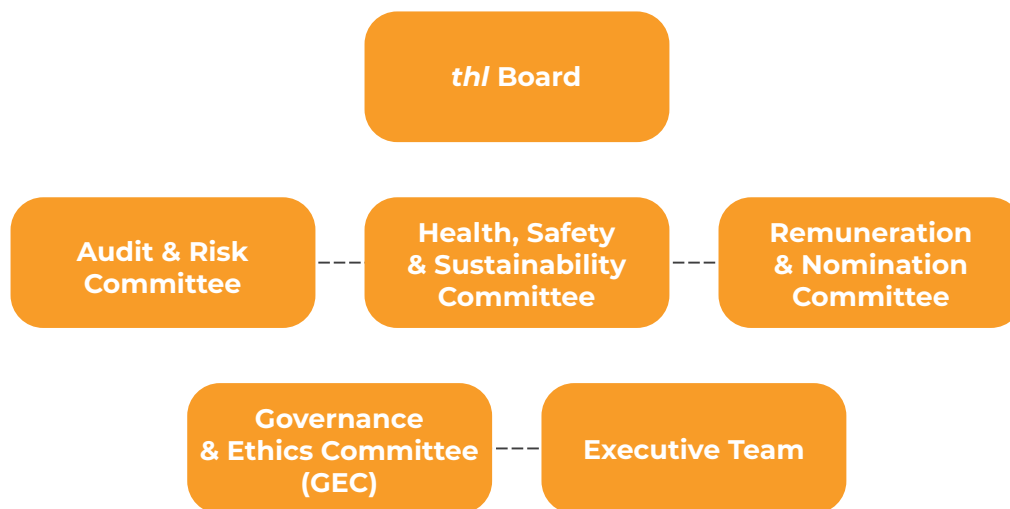 thl Board
Audit & Risk
Committee
Health, Safety
& Sustainability
Committee
Remuneration
& Nomination
Committee
Governance
& Ethics Committee
(GEC)
Executive Team